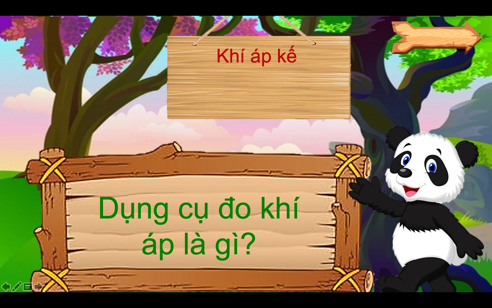 Khí áp kế
Dụng cụ đo khí
áp là gì?